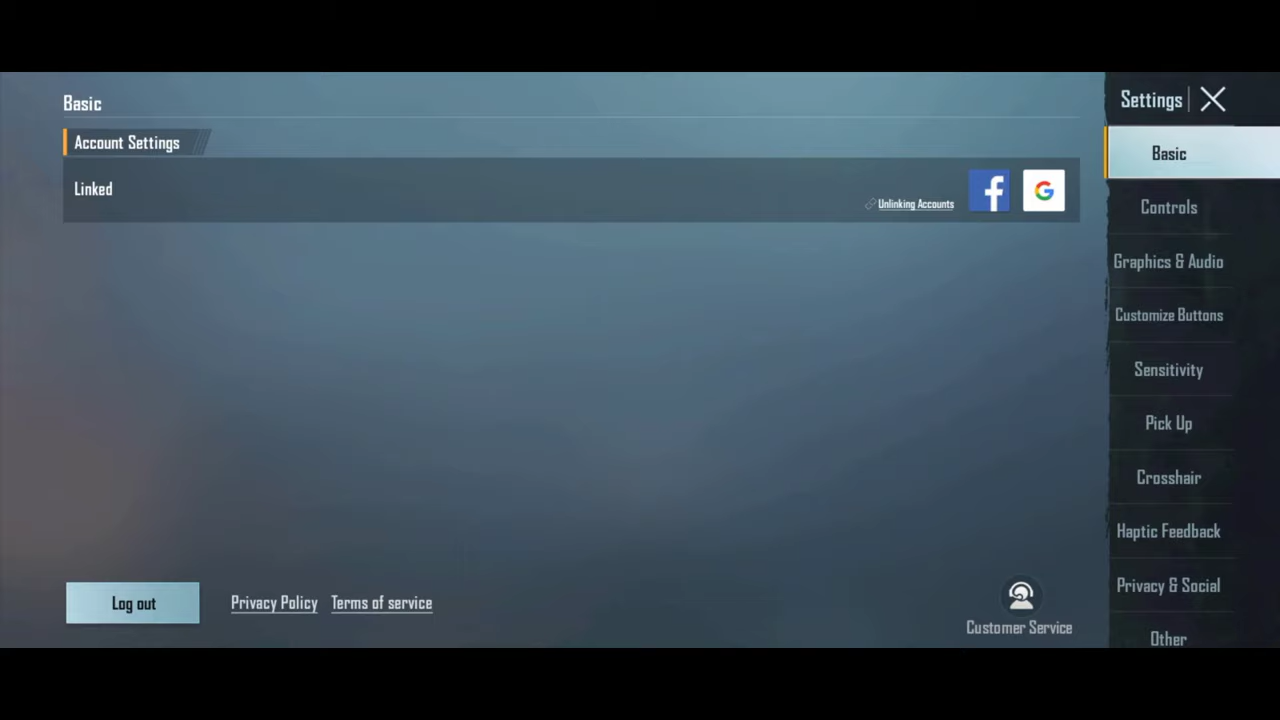 Basic
Settings
Account Settings
Basic
Linked
Unlinking Accounts
Controls
Graphics & Audio
Customize Buttons
Sensitivity
Pick Up
Crosshair
Haptic Feedback
Privacy & Social
Other
Log out
Privacy Policy
Terms of service
Customer Service